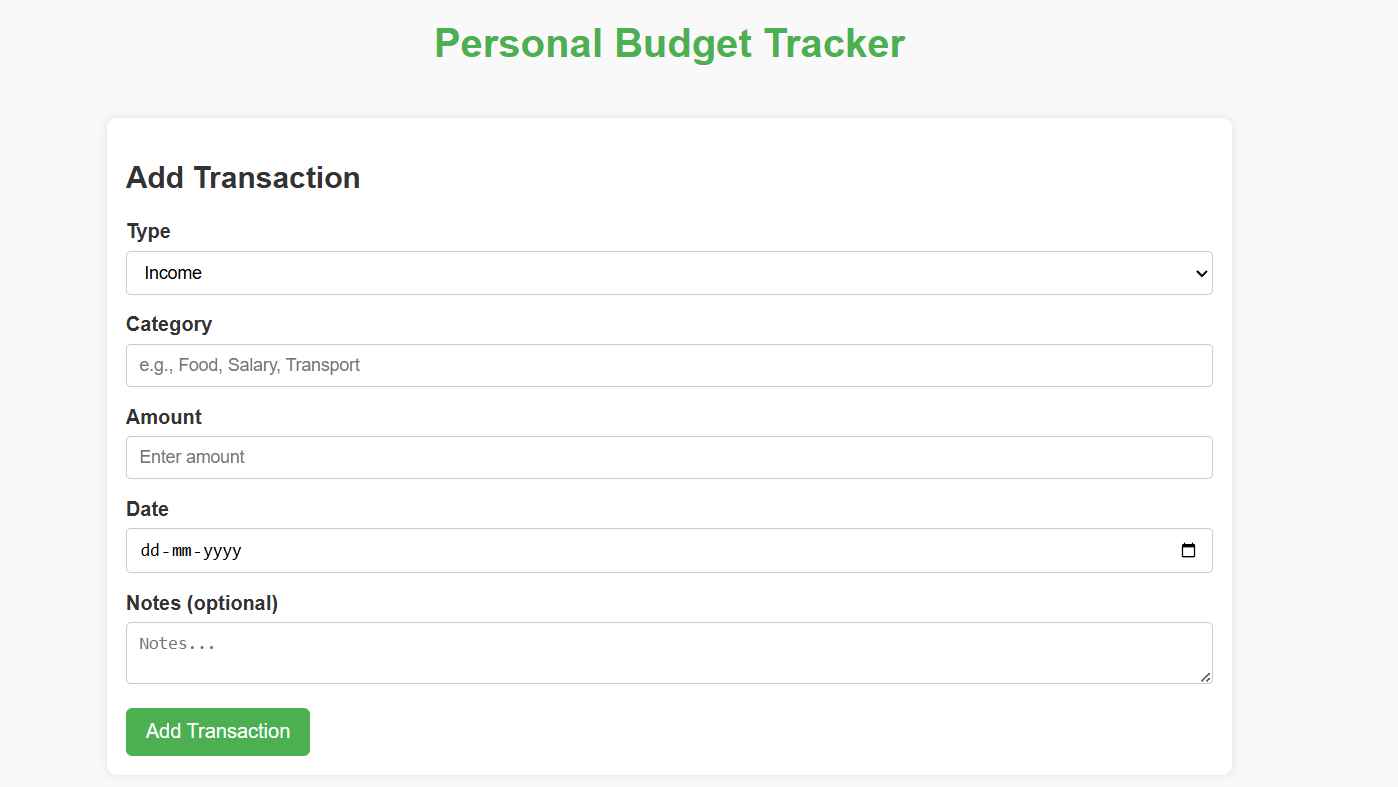 Personal Budget Tracker
Add Transaction
Type
Income
Category
e.g., Food, Salary, Transport
Amount
Enter amount
Date
dd-mm-yyyy
Notes (optional)
Notes...
Add Transaction